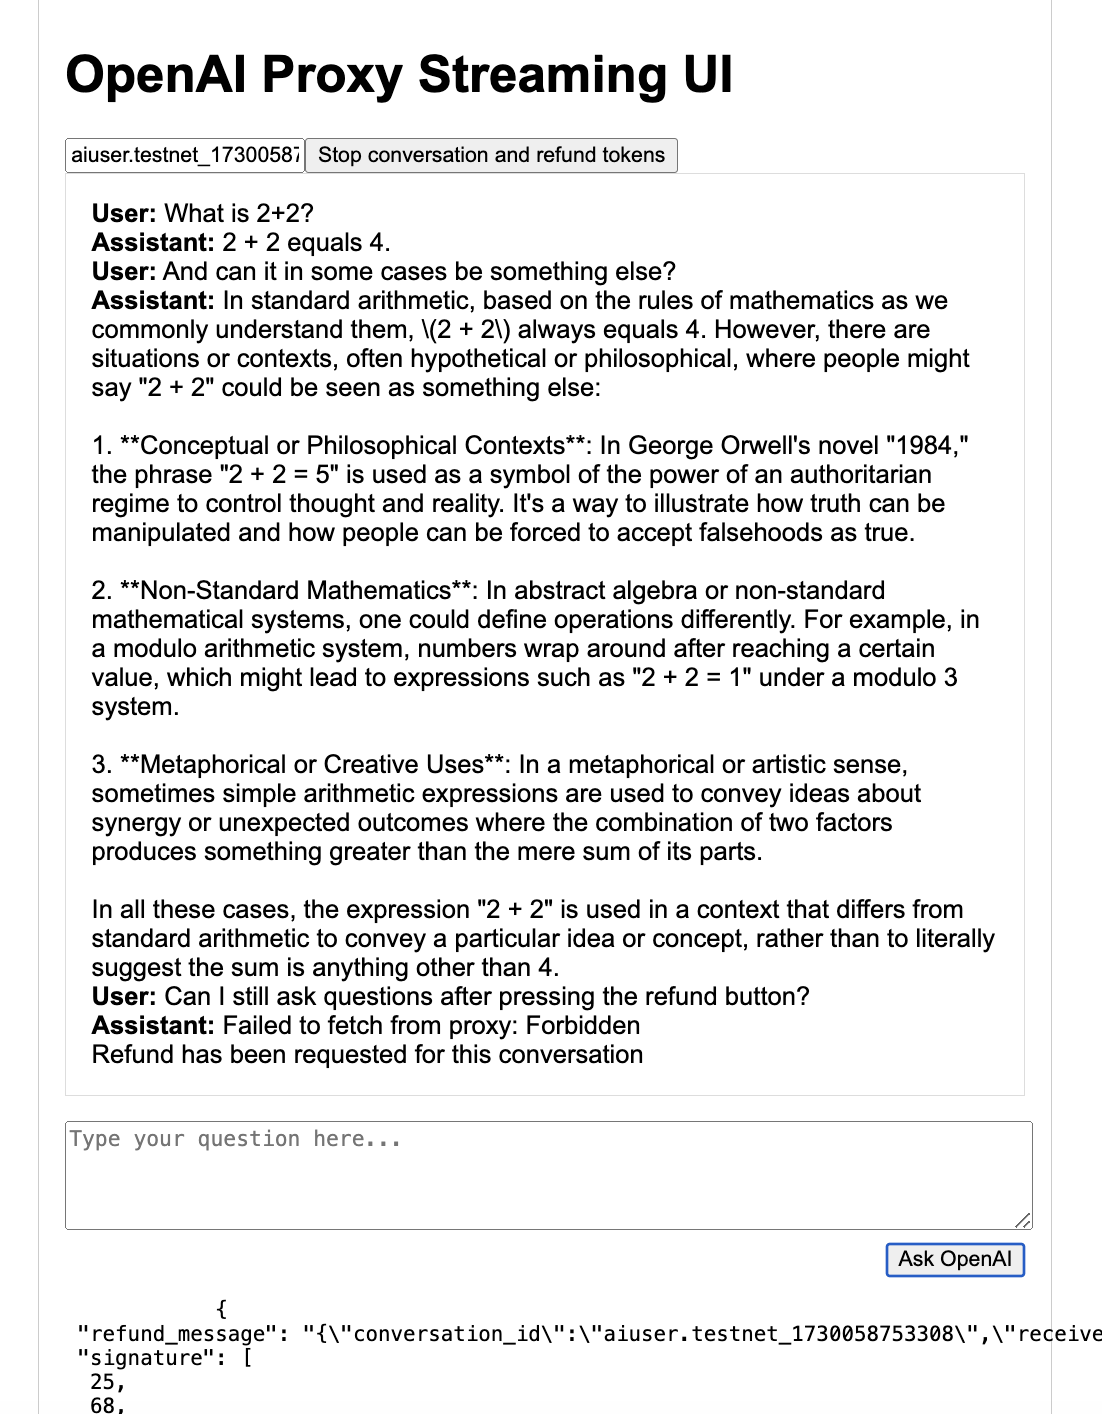 OpenAI Proxy Streaming UI
aiuser.testnet_17300587 Stop conversation and refund tokens
User: What is 2+2?
Assistant: 2 + 2 equals 4.
User: And can it in some cases be something else?
Assistant: In standard arithmetic, based on the rules of mathematics as we
commonly understand them, \(2 + 2\) always equals 4. However, there are
situations or contexts, often hypothetical or philosophical, where people might
say "2 + 2" could be seen as something else:
1. **Conceptual or Philosophical Contexts**: In George Orwell's novel "1984,"
the phrase "2 + 2 = 5" is used as a symbol of the power of an authoritarian
regime to control thought and reality. It's a way to illustrate how truth can be
manipulated and how people can be forced to accept falsehoods as true.
2. **Non-Standard Mathematics**: In abstract algebra or non-standard
mathematical systems, one could define operations differently. For example, in
a modulo arithmetic system, numbers wrap around after reaching a certain
value, which might lead to expressions such as "2 + 2 = 1" under a modulo 3
system.
3. **Metaphorical or Creative Uses**: In a metaphorical or artistic sense,
sometimes simple arithmetic expressions are used to convey ideas about
synergy or unexpected outcomes where the combination of two factors
produces something greater than the mere sum of its parts.
In all these cases, the expression "2 + 2" is used in a context that differs from
standard arithmetic to convey a particular idea or concept, rather than to literally
suggest the sum is anything other than 4.
User: Can I still ask questions after pressing the refund button?
Assistant: Failed to fetch from proxy: Forbidden
Refund has been requested for this conversation
Type your question here...
Ask OpenAI
{
"refund_message": "{\"conversation_id\":\"aiuser.testnet_1730058753308\",\"receive
"signature": [
25,
68,